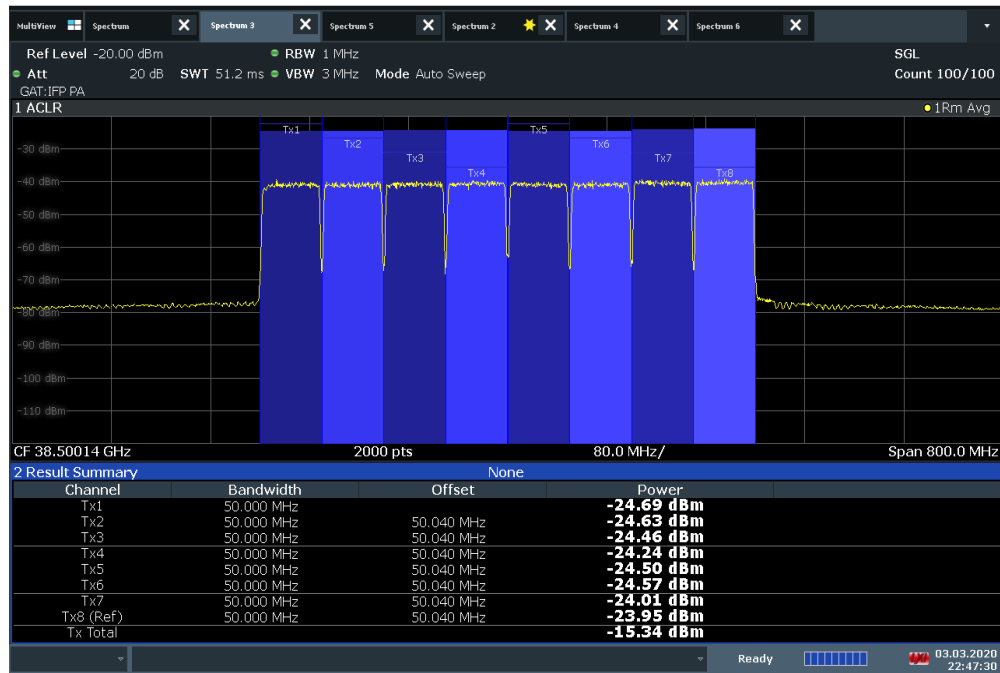 MultiView Spectrum X Spectrum 3 X Spectrum 5 X Spectrum 2 X Spectrum 4 X Spectrum 6 X
Ref Level -20.00 dBm RBW 1 MHz SGL
Att 20 dB SWT 51.2 ms VBW 3 MHz Mode Auto Sweep Count 100/100
GAT:IFP PA
1 ACLR 1Rm Avg
Tx1 Tx2 Tx3 Tx4 Tx5 Tx6 Tx7 Tx8
-30 dBm
-40 dBm
-50 dBm
-60 dBm
-70 dBm
-80 dBm
-90 dBm
-100 dBm
-110 dBm
CF 38.50014 GHz 2000 pts 80.0 MHz/ Span 800.0 MHz
2 Result Summary None
Channel Bandwidth Offset Power
Tx1 50.000 MHz -24.69 dBm
Tx2 50.000 MHz 50.040 MHz -24.63 dBm
Tx3 50.000 MHz 50.040 MHz -24.46 dBm
Tx4 50.000 MHz 50.040 MHz -24.24 dBm
Tx5 50.000 MHz 50.040 MHz -24.50 dBm
Tx6 50.000 MHz 50.040 MHz -24.57 dBm
Tx7 50.000 MHz 50.040 MHz -24.01 dBm
Tx8 (Ref) 50.000 MHz 50.040 MHz -23.95 dBm
Tx Total -15.34 dBm
Ready 03.03.2020
22:47:30